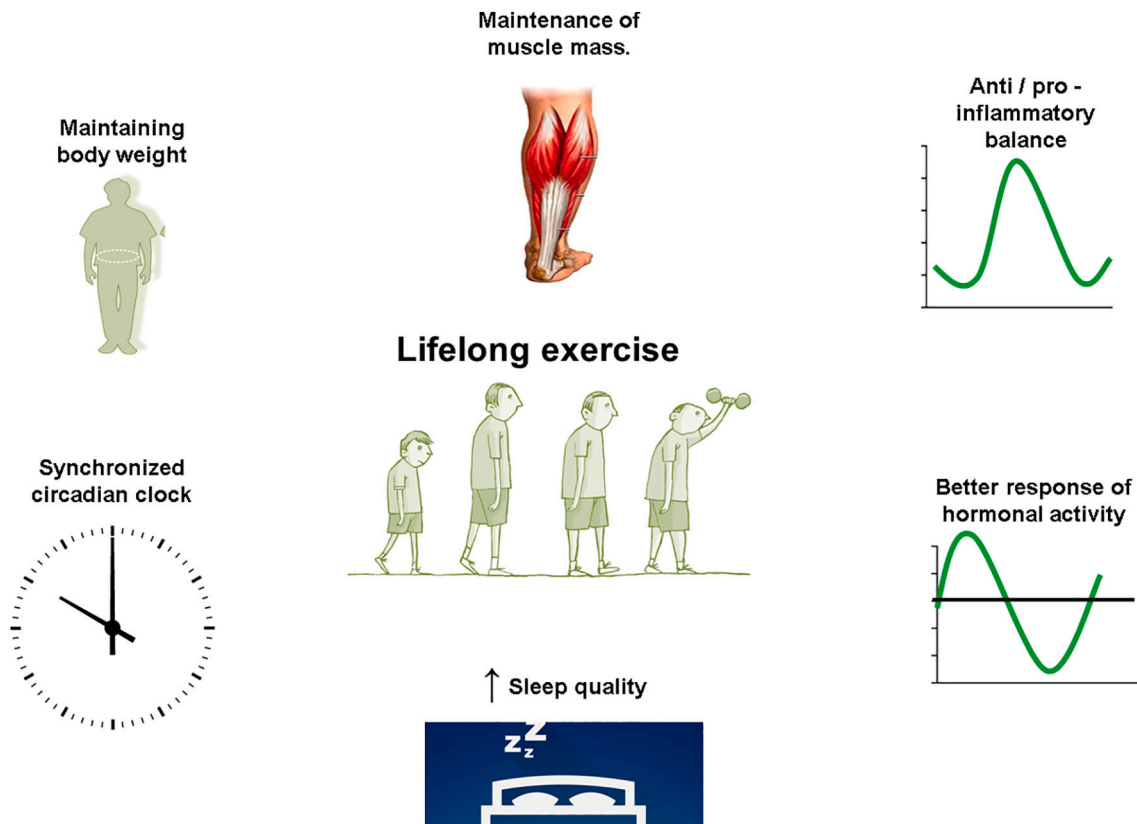 Maintenance of
muscle mass.
Anti / pro -
inflammatory
balance
Maintaining
body weight
Lifelong exercise
Synchronized
circadian clock
Better response of
hormonal activity
↑ Sleep quality
z z z